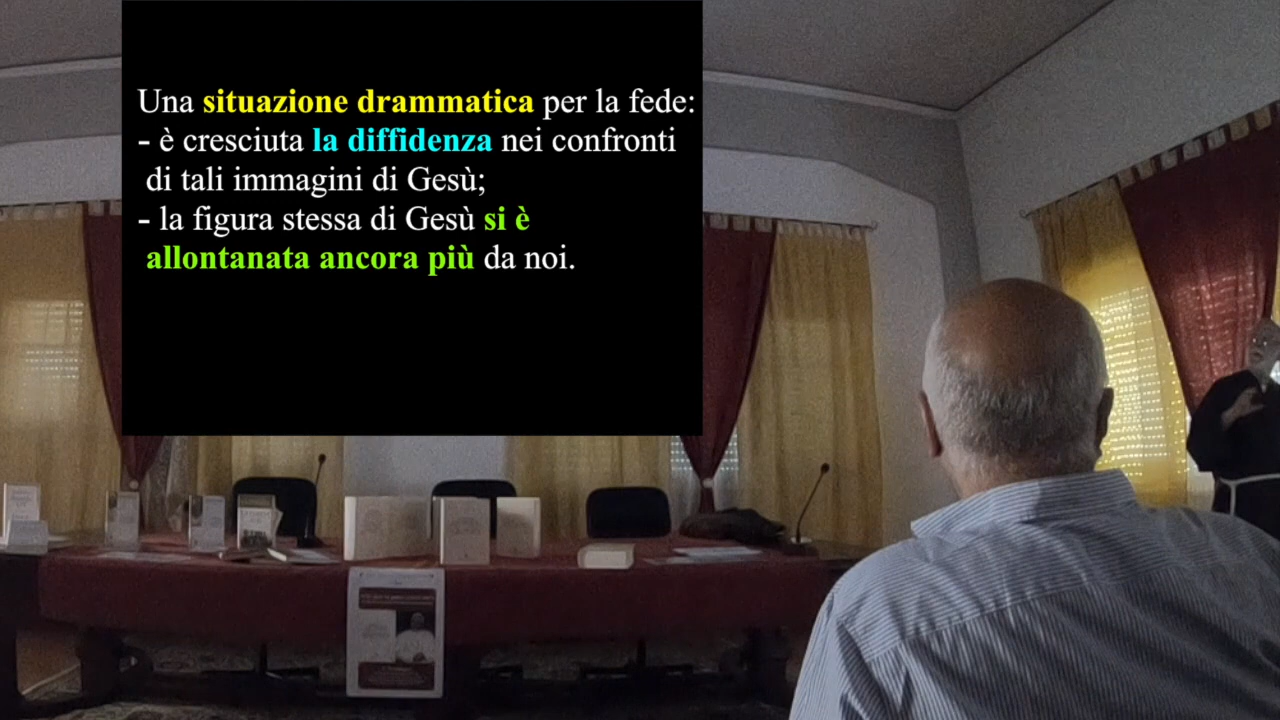 Una situazione drammatica per la fede:
- è cresciuta la diffidenza nei confronti
di tali immagini di Gesù;
- la figura stessa di Gesù si è
allontanata ancora più da noi.